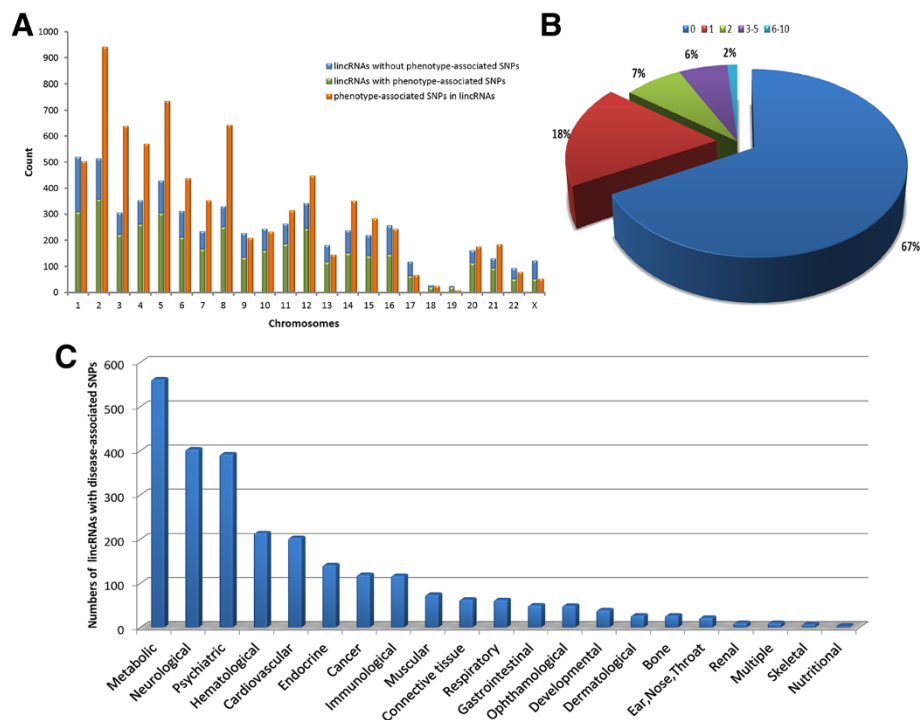 A
1000
900
800
700
600
500
400
300
200
100
0
Count
lincRNAs without phenotype-associated SNPs
lincRNAs with phenotype-associated SNPs
phenotype-associated SNPs in lincRNAs
1 2 3 4 5 6 7 8 9 10 11 12 13 14 15 16 17 18 19 20 21 22 X
Chromosomes
B
0 1 2 3-5 6-10
67%
18%
7%
6%
2%
C
Numbers of lincRNAs with disease-associated SNPs
600
500
400
300
200
100
0
Metabolic
Neurological
Psychiatric
Hematological
Cardiovascular
Endocrine
Cancer
Immunological
Muscular
Connective tissue
Respiratory
Gastrointestinal
Ophthamological
Developmental
Dermatological
Bone
Ear,Nose,Throat
Renal
Multiple
Skeletal
Nutritional